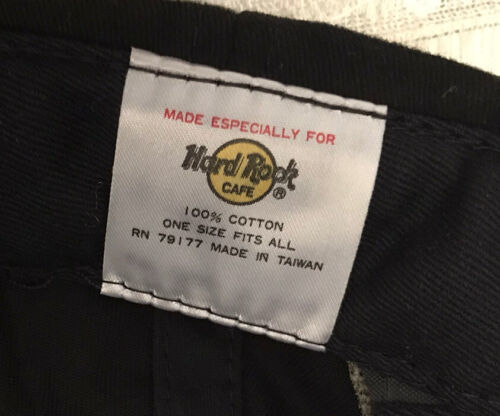 MADE ESPECIALLY FOR
Hard Rock
CAFE ®
100% COTTON
ONE SIZE FITS ALL
RN 79177 MADE IN TAIWAN